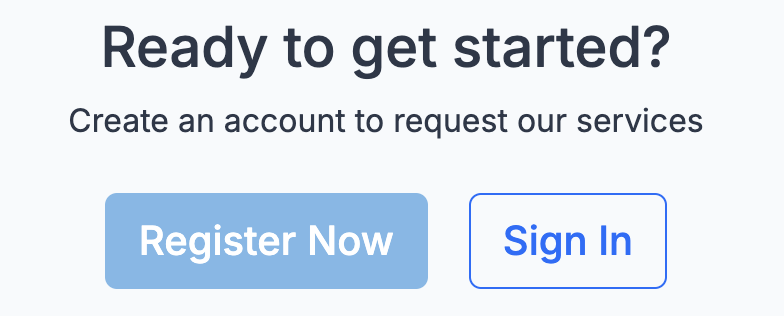 Ready to get started?
Create an account to request our services
Register Now
Sign In